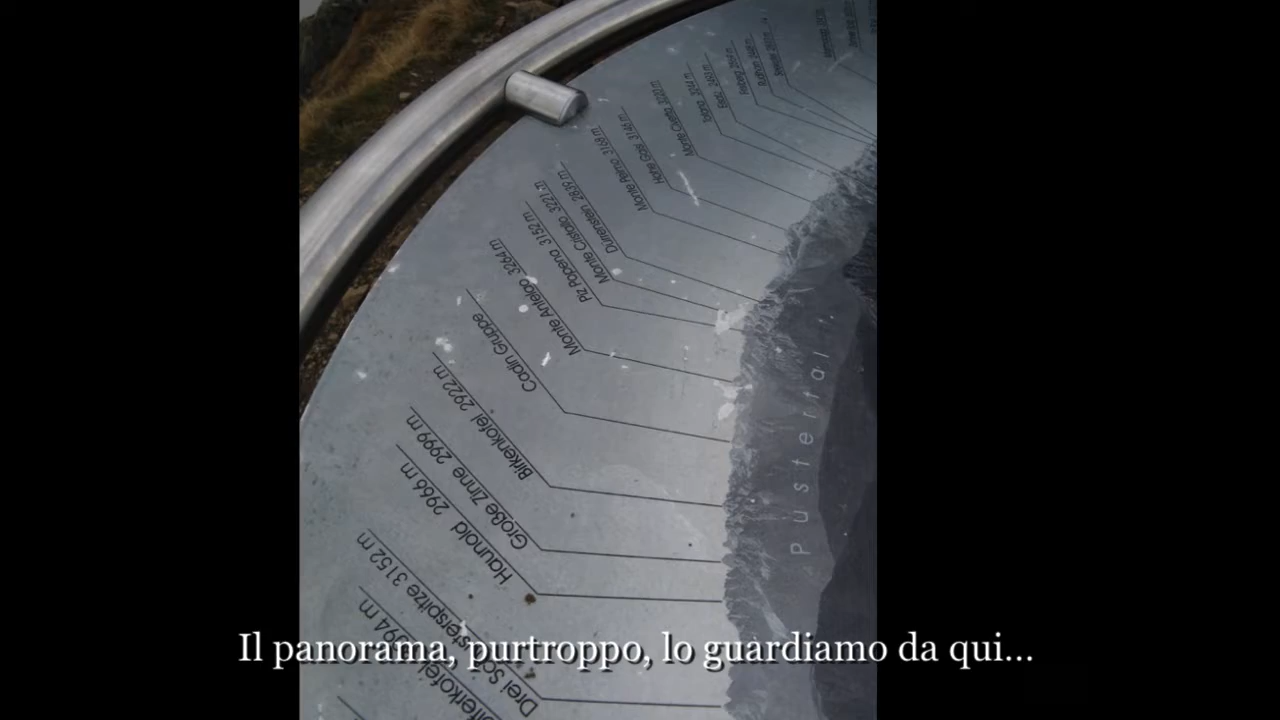 Monte Civetta 3220 m
Hohe Gaisl 3146 m
Monte Pelmo 3168 m
Dürrenstein 2839 m
Monte Cristallo 3221 m
Piz Popena 3152 m
Monte Antelao 3264 m
Cadin Gruppe
Birkenkofel 2922 m
Große Zinne 2999 m
Haunold 2966 m
Drei Schusterspitze 3152 m
Pustertal
Il panorama, purtroppo, lo guardiamo da qui...